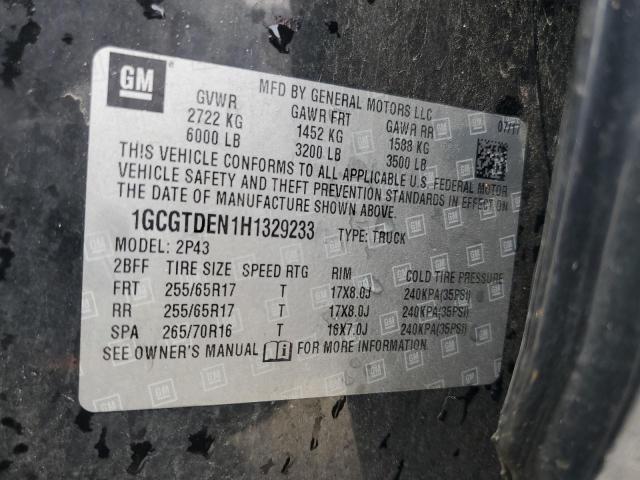 GM
MFD BY GENERAL MOTORS LLC
GVWR GAWR FRT GAWR RR 07/17
2722 KG 1452 KG 1588 KG
6000 LB 3200 LB 3500 LB
THIS VEHICLE CONFORMS TO ALL APPLICABLE U.S. FEDERAL MOTOR
VEHICLE SAFETY AND THEFT PREVENTION STANDARDS IN EFFECT ON
THE DATE OF MANUFACTURE SHOWN ABOVE.
1GCGTDEN1H1329233 TYPE: TRUCK
MODEL: 2P43
2BFF TIRE SIZE SPEED RTG RIM COLD TIRE PRESSURE
FRT 255/65R17 T 17X8.0J 240KPA(35PSI)
RR 255/65R17 T 17X8.0J 240KPA(35PSI)
SPA 265/70R16 T 16X7.0J 240KPA(35PSI)
SEE OWNER'S MANUAL FOR MORE INFORMATION.